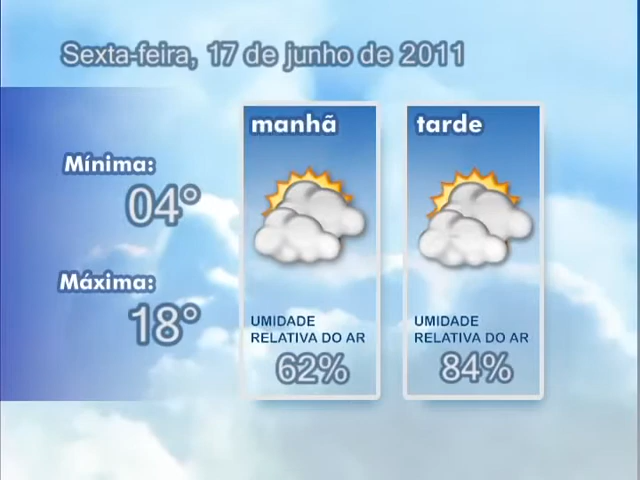 Sexta-feira, 17 de junho de 2011
Mínima:
04°
Máxima:
18°
manhã
UMIDADE
RELATIVA DO AR
62%
tarde
UMIDADE
RELATIVA DO AR
84%